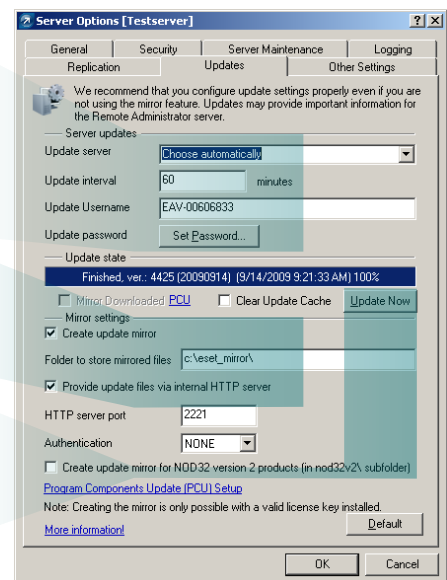 Server Options [Testserver]
General
Security
Server Maintenance
Logging
Replication
Updates
Other Settings
We recommend that you configure update settings properly even if you are
not using the mirror feature. Updates may provide important information for
the Remote Administrator server.
Server updates
Update server
Choose automatically
Update interval
60
minutes
Update Username
EAV-00606833
Update password
Set Password...
Update state
Finished, ver.: 4425 (20090914) (9/14/2009 9:21:33 AM) 100%
Mirror Downloaded PCU
Clear Update Cache
Update Now
Mirror settings
Create update mirror
Folder to store mirrored files
c:\eset_mirror\
Provide update files via internal HTTP server
HTTP server port
2221
Authentication
NONE
Create update mirror for NOD32 version 2 products (in nod32v2\ subfolder)
Program Components Update (PCU) Setup
Note: Creating the mirror is only possible with a valid license key installed.
More information!
Default
OK
Cancel